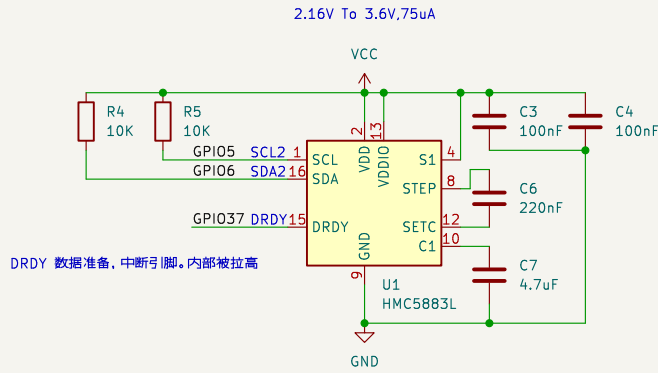 2.16V To 3.6V,75uA
VCC
R4
10K
R5
10K
C3
100nF
C4
100nF
2
13
VDD
VDDIO
GPIO5 SCL2 1 SCL
GPIO6 SDA2 16 SDA
S1 4
STEP 8
C6
220nF
GPIO37 DRDY 15 DRDY
SETC 12
C1 10
GND
9
DRDY 数据准备,中断引脚。内部被拉高
C7
4.7uF
U1
HMC5883L
GND